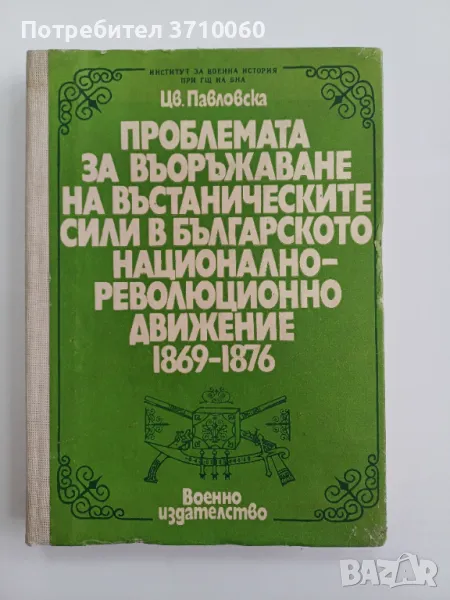 Потребител 3710060
ИНСТИТУТ ЗА ВОЕННА ИСТОРИЯ
ПРИ ГЩ НА БНА
Цв. Павловска
ПРОБЛЕМАТА
ЗА ВЪОРЪЖАВАНЕ
НА ВЪСТАНИЧЕСКИТЕ
СИЛИ В БЪЛГАРСКОТО
НАЦИОНАЛНО-
РЕВОЛЮЦИОННО
ДВИЖЕНИЕ
1869-1876
Военно
издателство
BAZAR